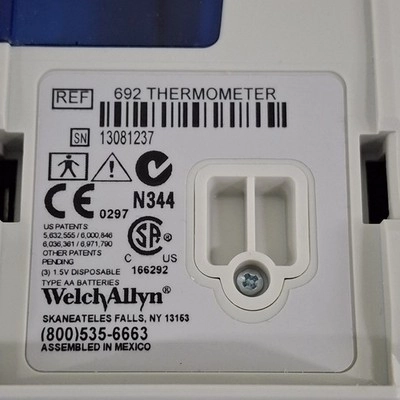 REF 692 THERMOMETER
SN 13081237
CE 0297 N344
US PATENTS
5,632,555 / 6,000,846
6,036,361 / 6,971,790
OTHER PATENTS
PENDING
SA
C US
166292
(3) 1.5V DISPOSABLE
TYPE AA BATTERIES
WelchAllyn®
SKANEATELES FALLS, NY 13153
(800)535-6663
ASSEMBLED IN MEXICO